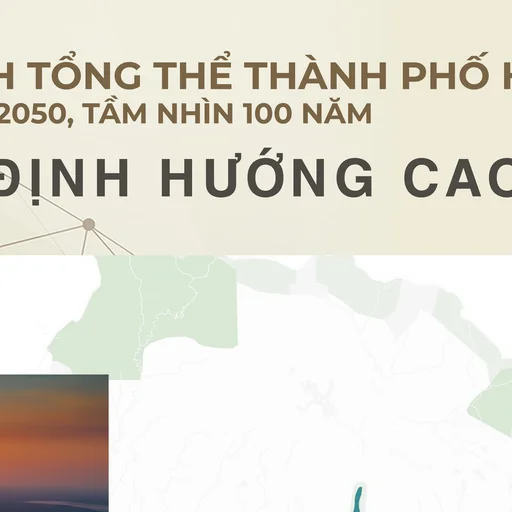 H TỔNG THỂ THÀNH PHỐ H
2050, TẦM NHÌN 100 NĂM
ĐỊNH HƯỚNG CAO